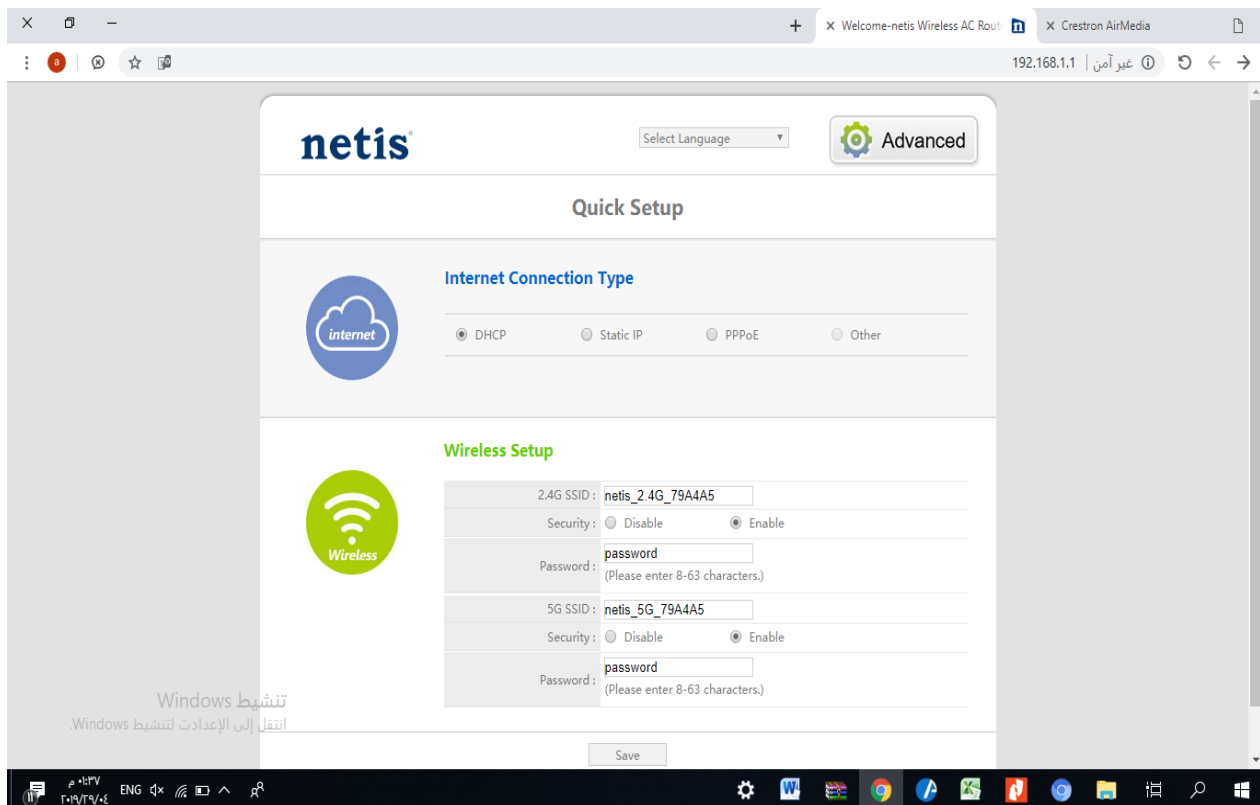 Welcome-netis Wireless AC Rout
Crestron AirMedia
192.168.1.1 غير آمن
netis
Select Language
Advanced
Quick Setup
Internet Connection Type
internet
DHCP Static IP PPPoE Other
Wireless Setup
Wireless
2.4G SSID : netis_2.4G_79A4A5
Security : Disable Enable
Password : password
(Please enter 8-63 characters.)
5G SSID : netis_5G_79A4A5
Security : Disable Enable
Password : password
(Please enter 8-63 characters.)
تنشيط Windows
انتقل إلى الإعدادت لتنشيط Windows.
Save
ENG
٠١:٣٧ م